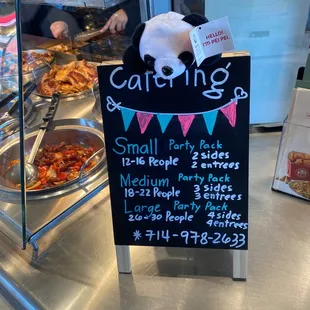 HELLO!
I'M PEI PEI
Catering
Small Party Pack
12-16 People 2 sides
2 entrees
Medium Party Pack
18-22 People 3 sides
3 entrees
Large Party Pack
26-30 People 4 sides
4 entrees
*714-978-2633